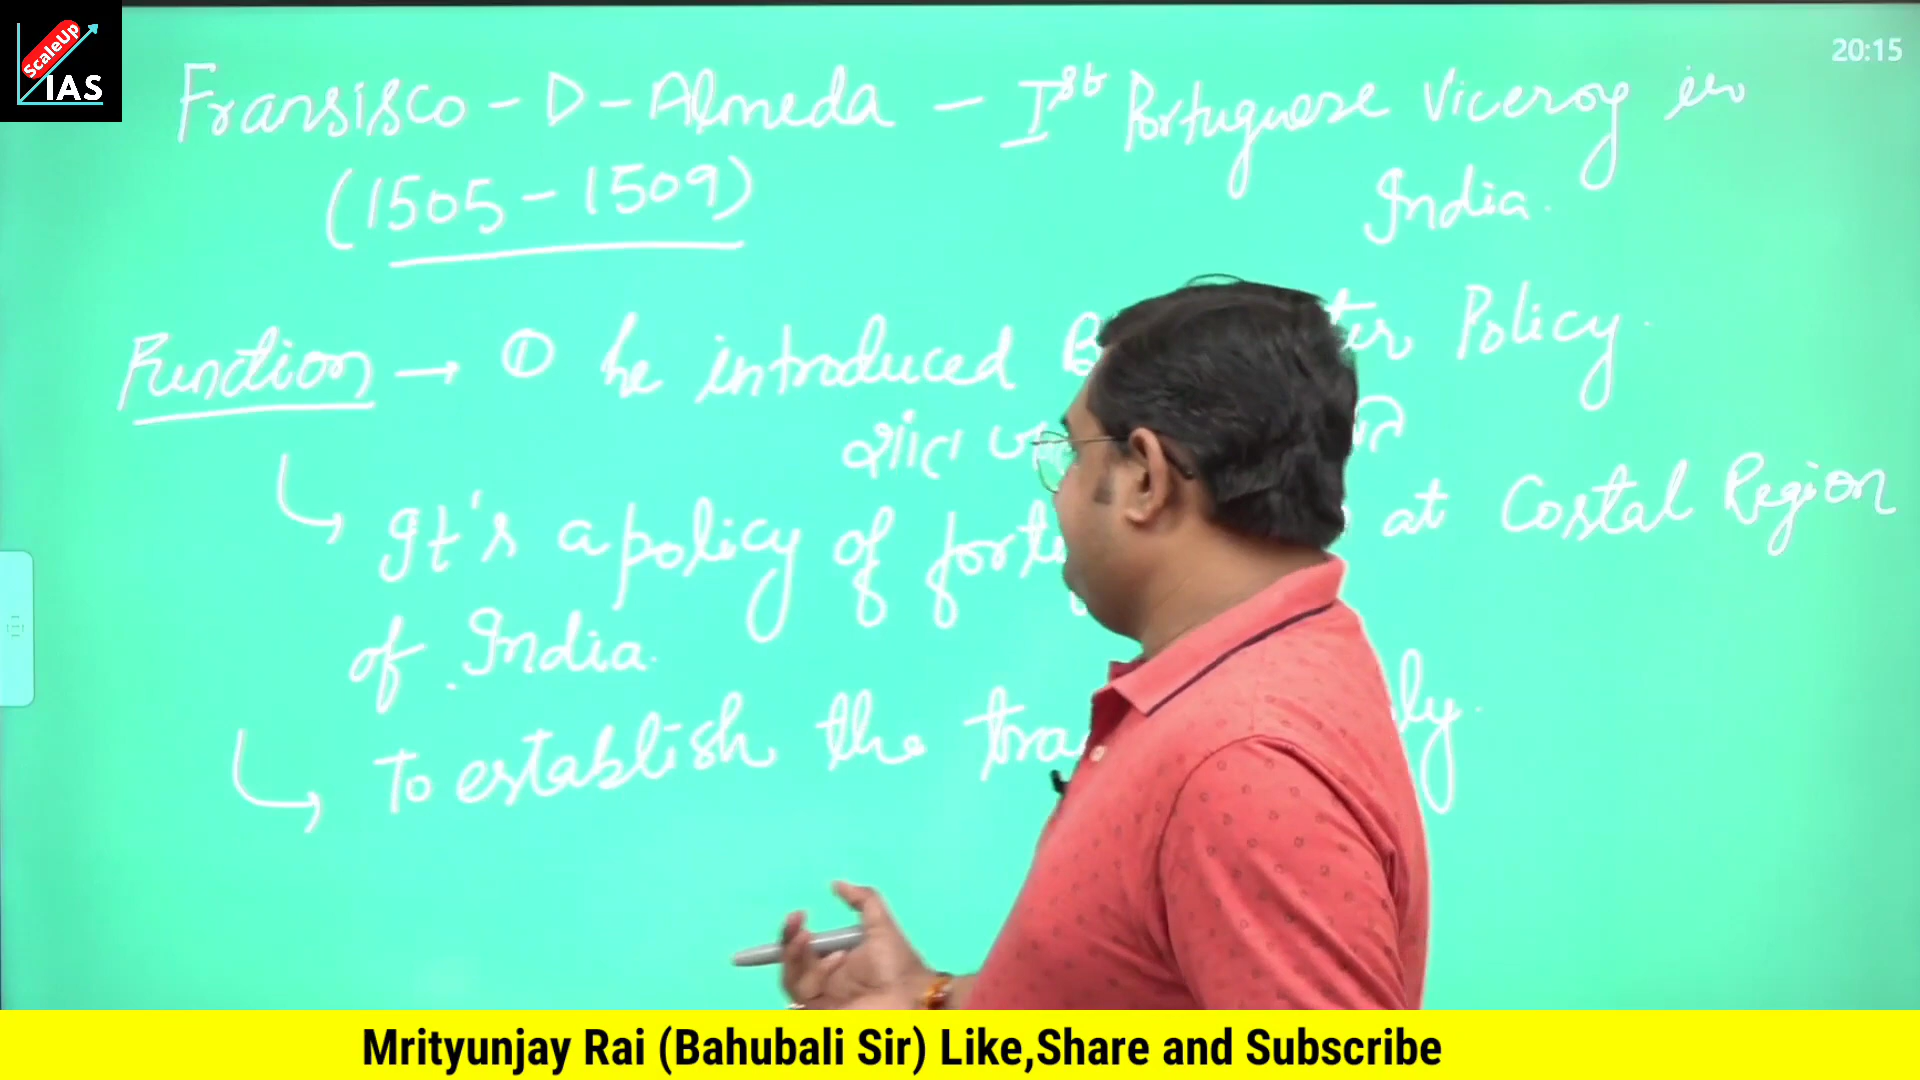 ScaleUp
IAS
20:15
Fransisco - D - Almeda - Ist Portuguese Viceroy in
India.
(1505 - 1509)
Function → ① he introduced Policy.
शांत
It's a policy of at Costal Region
of India.
To establish the
Mrityunjay Rai (Bahubali Sir) Like,Share and Subscribe